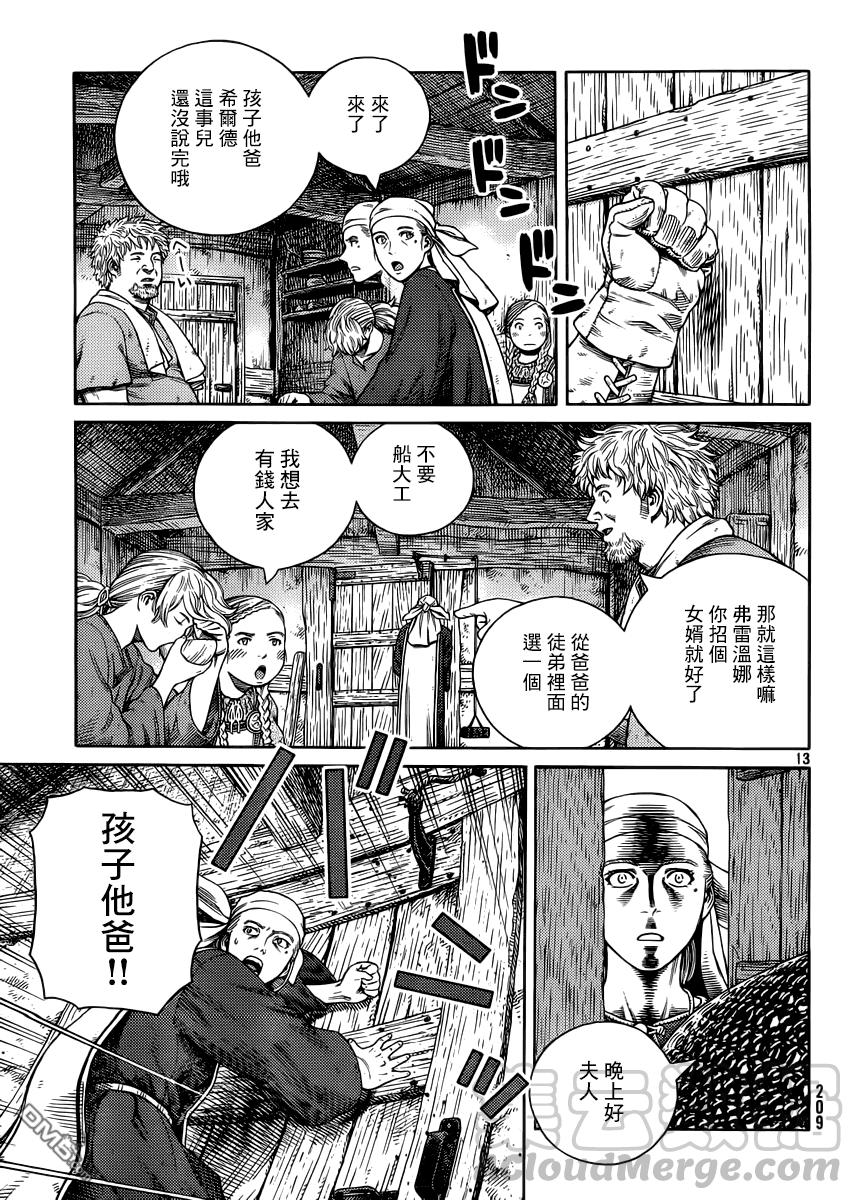 ドン
ドン
ドン
來了
來了
孩子他爸
希爾德
這事兒
還沒說完哦
那就這樣嘛
弗雷溫娜
你招個
女婿就好了
從爸爸的
徒弟裡面
選一個
不要
船大工
我想去
有錢人家
13
晚上好
夫人
209
孩子他爸!!
DM5
iCloudMerge.com